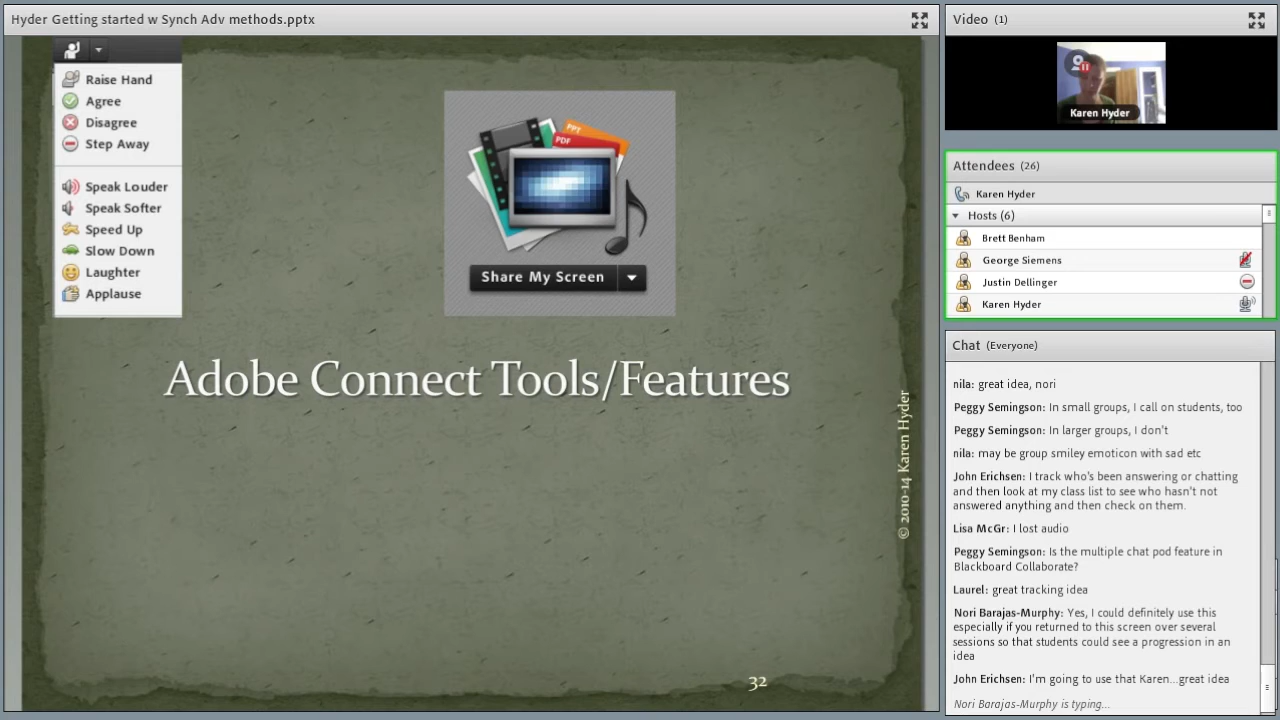 Hyder Getting started w Synch Adv methods.pptx
Raise Hand
Agree
Disagree
Step Away
Speak Louder
Speak Softer
Speed Up
Slow Down
Laughter
Applause
PPT
PDF
Share My Screen
Adobe Connect Tools/Features
© 2010-14 Karen Hyder
32
Video (1)
Karen Hyder
Attendees (26)
Karen Hyder
Hosts (6)
Brett Benham
George Siemens
Justin Dellinger
Karen Hyder
Chat (Everyone)
nila: great idea, nori
Peggy Semingson: In small groups, I call on students, too
Peggy Semingson: In larger groups, I don't
nila: may be group smiley emoticon with sad etc
John Erichsen: I track who's been answering or chatting
and then look at my class list to see who hasn't not
answered anything and then check on them.
Lisa McGr: I lost audio
Peggy Semingson: Is the multiple chat pod feature in
Blackboard Collaborate?
Laurel: great tracking idea
Nori Barajas-Murphy: Yes, I could definitely use this
especially if you returned to this screen over several
sessions so that students could see a progression in an
idea
John Erichsen: I'm going to use that Karen...great idea
Nori Barajas-Murphy is typing...